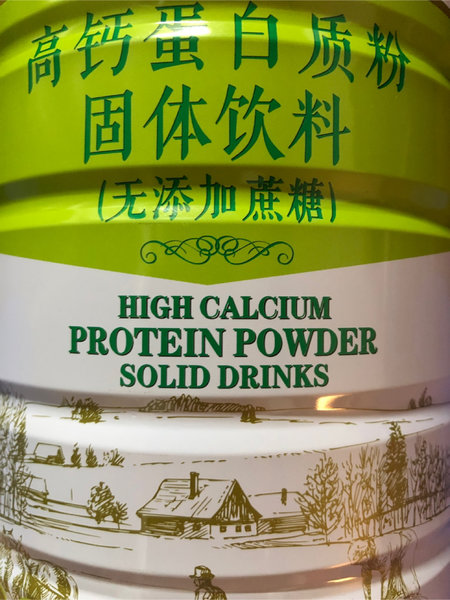 高钙蛋白质粉
固体饮料
(无添加蔗糖)
HIGH CALCIUM
PROTEIN POWDER
SOLID DRINKS